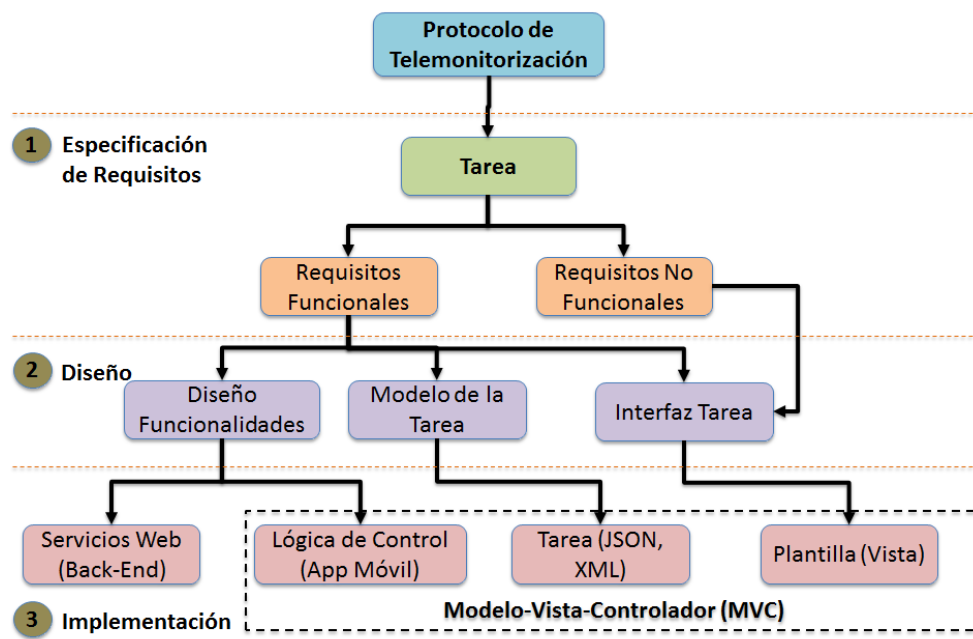 Protocolo de
Telemonitorización
1
Especificación
de Requisitos
Tarea
Requisitos
Funcionales
Requisitos No
Funcionales
2
Diseño
Diseño
Funcionalidades
Modelo de la
Tarea
Interfaz Tarea
Servicios Web
(Back-End)
Lógica de Control
(App Móvil)
Tarea (JSON,
XML)
Plantilla (Vista)
Modelo-Vista-Controlador (MVC)
3
Implementación